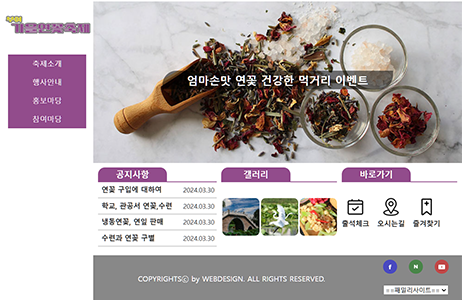 부여
가을연꽃축제
축제소개
행사안내
홍보마당
참여마당
엄마손맛 연꽃 건강한 먹거리 이벤트
공지사항
연꽃 구입에 대하여 2024.03.30
학교, 관공서 연꽃,수련 2024.03.30
냉동연꽃, 연잎 판매 2024.03.30
수련과 연꽃 구별 2024.03.30
갤러리
바로가기
출석체크
오시는길
즐겨찾기
COPYRIGHTSⓒ by WEBDESIGN. ALL RIGHTS RESERVED.
f
N
==패밀리사이트==